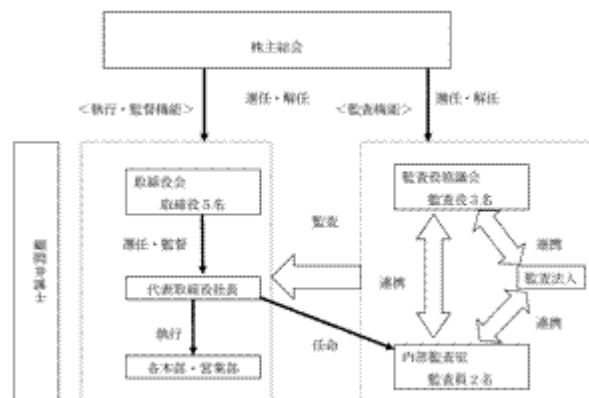 株主総会
選任・解任
選任・解任
＜執行・監督機能＞
＜監査機能＞
取締役会
取締役５名
監査役協議会
監査役３名
選任・監督
監査
連携
連携
監査法人
代表取締役社長
連携
執行
任命
各本部・営業部
内部監査室
監査員２名
顧問弁護士